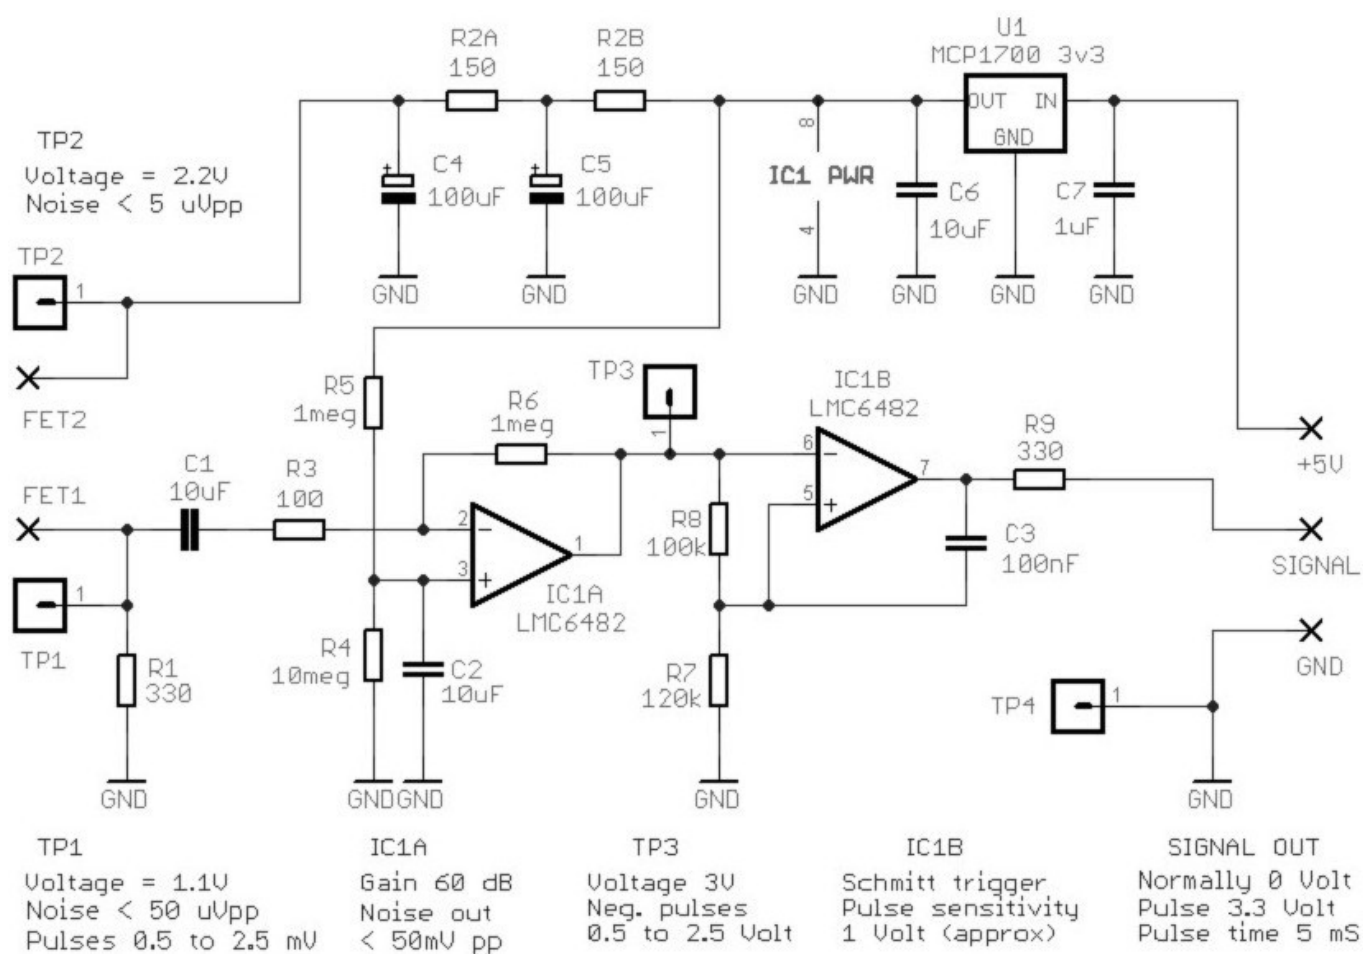 U1
MCP1700 3v3
R2A
150
R2B
150
OUT IN
GND
8
IC1 PWR
4
+
C4
100uF
+
C5
100uF
C6
10uF
C7
1uF
GND
GND
GND
GND
GND
GND
TP2
Voltage = 2.2V
Noise < 5 uVpp
TP2
1
FET2
R5
1meg
R6
1meg
TP3
1
IC1B
LMC6482
6
-
5
+
7
R9
330
+5V
FET1
C1
10uF
R3
100
2
-
3
+
1
IC1A
LMC6482
R8
100k
C3
100nF
SIGNAL
1
TP1
R1
330
R4
10meg
C2
10uF
R7
120k
GND
TP4
1
GND
GND
GND
GND
GND
TP1
Voltage = 1.1V
Noise < 50 uVpp
Pulses 0.5 to 2.5 mV
IC1A
Gain 60 dB
Noise out
< 50mV pp
TP3
Voltage 3V
Neg. pulses
0.5 to 2.5 Volt
IC1B
Schmitt trigger
Pulse sensitivity
1 Volt (approx)
SIGNAL OUT
Normally 0 Volt
Pulse 3.3 Volt
Pulse time 5 mS